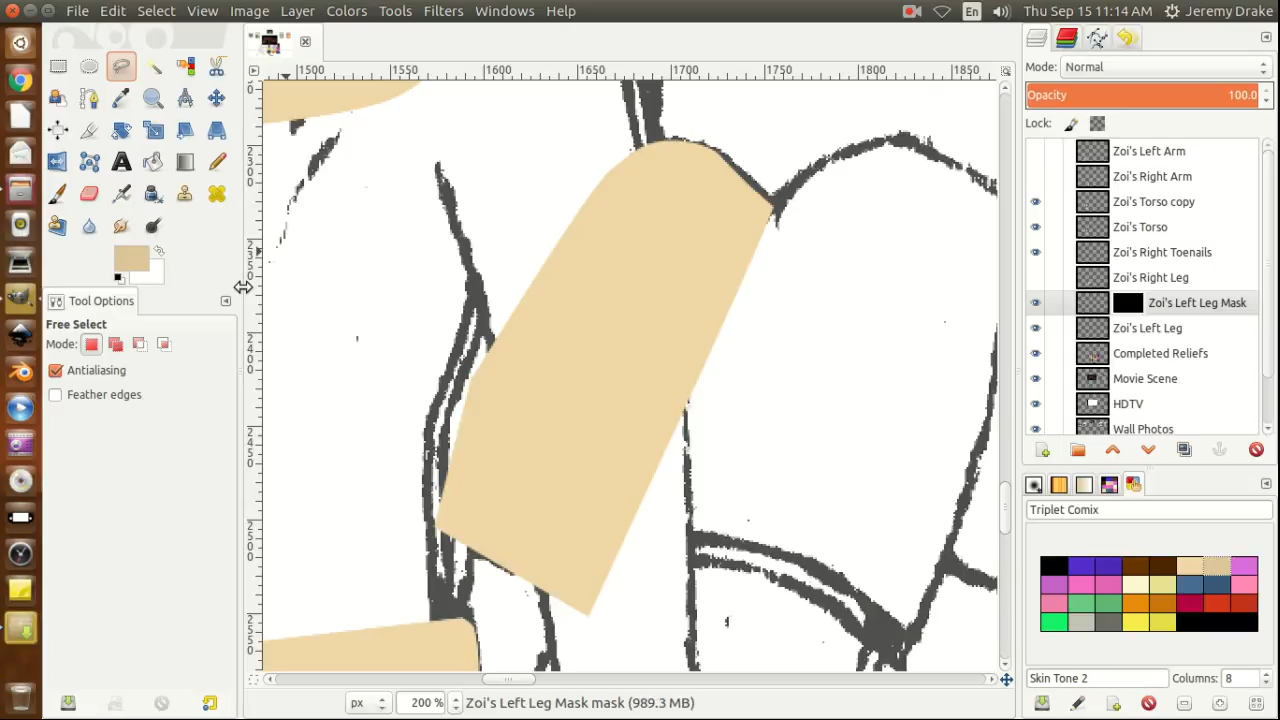 File Edit Select View Image Layer Colors Tools Filters Windows Help
En Thu Sep 15 11:14 AM Jeremy Drake
Mode: Normal
1500 1550 1600 1650 1700 1750 1800 1850
Opacity 100.0
Lock:
Zoi's Left Arm
Zoi's Right Arm
Zoi's Torso copy
Zoi's Torso
Zoi's Right Toenails
Zoi's Right Leg
Zoi's Left Leg Mask
Zoi's Left Leg
Completed Reliefs
Movie Scene
HDTV
Wall Photos
Tool Options
Free Select
Mode:
Antialiasing
Feather edges
Triplet Comix
Skin Tone 2 Columns: 8
px 200 % Zoi's Left Leg Mask mask (989.3 MB)